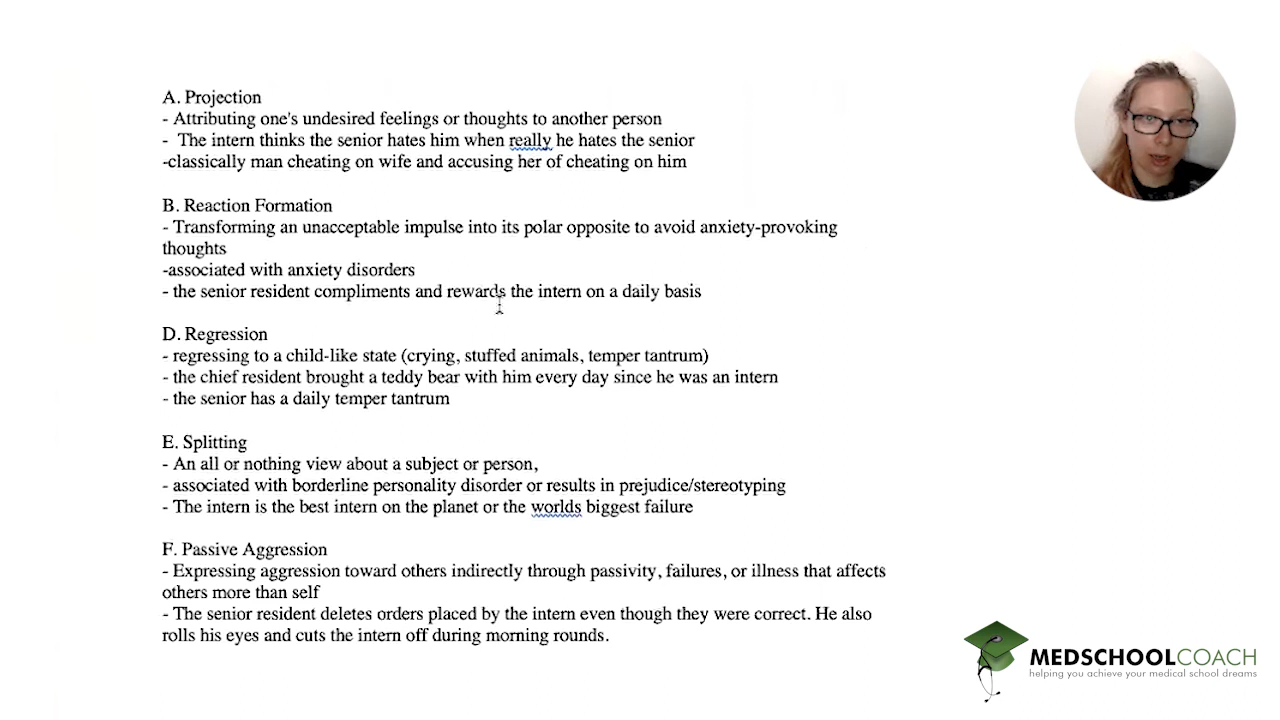 A. Projection
- Attributing one's undesired feelings or thoughts to another person
-  The intern thinks the senior hates him when really he hates the senior
-classically man cheating on wife and accusing her of cheating on him
B. Reaction Formation
- Transforming an unacceptable impulse into its polar opposite to avoid anxiety-provoking
thoughts
-associated with anxiety disorders
- the senior resident compliments and rewards the intern on a daily basis
D. Regression
- regressing to a child-like state (crying, stuffed animals, temper tantrum)
- the chief resident brought a teddy bear with him every day since he was an intern
- the senior has a daily temper tantrum
E. Splitting
- An all or nothing view about a subject or person,
- associated with borderline personality disorder or results in prejudice/stereotyping
- The intern is the best intern on the planet or the worlds biggest failure
F. Passive Aggression
- Expressing aggression toward others indirectly through passivity, failures, or illness that affects
others more than self
- The senior resident deletes orders placed by the intern even though they were correct. He also
rolls his eyes and cuts the intern off during morning rounds.
MEDSCHOOLCOACH
helping you achieve your medical school dreams